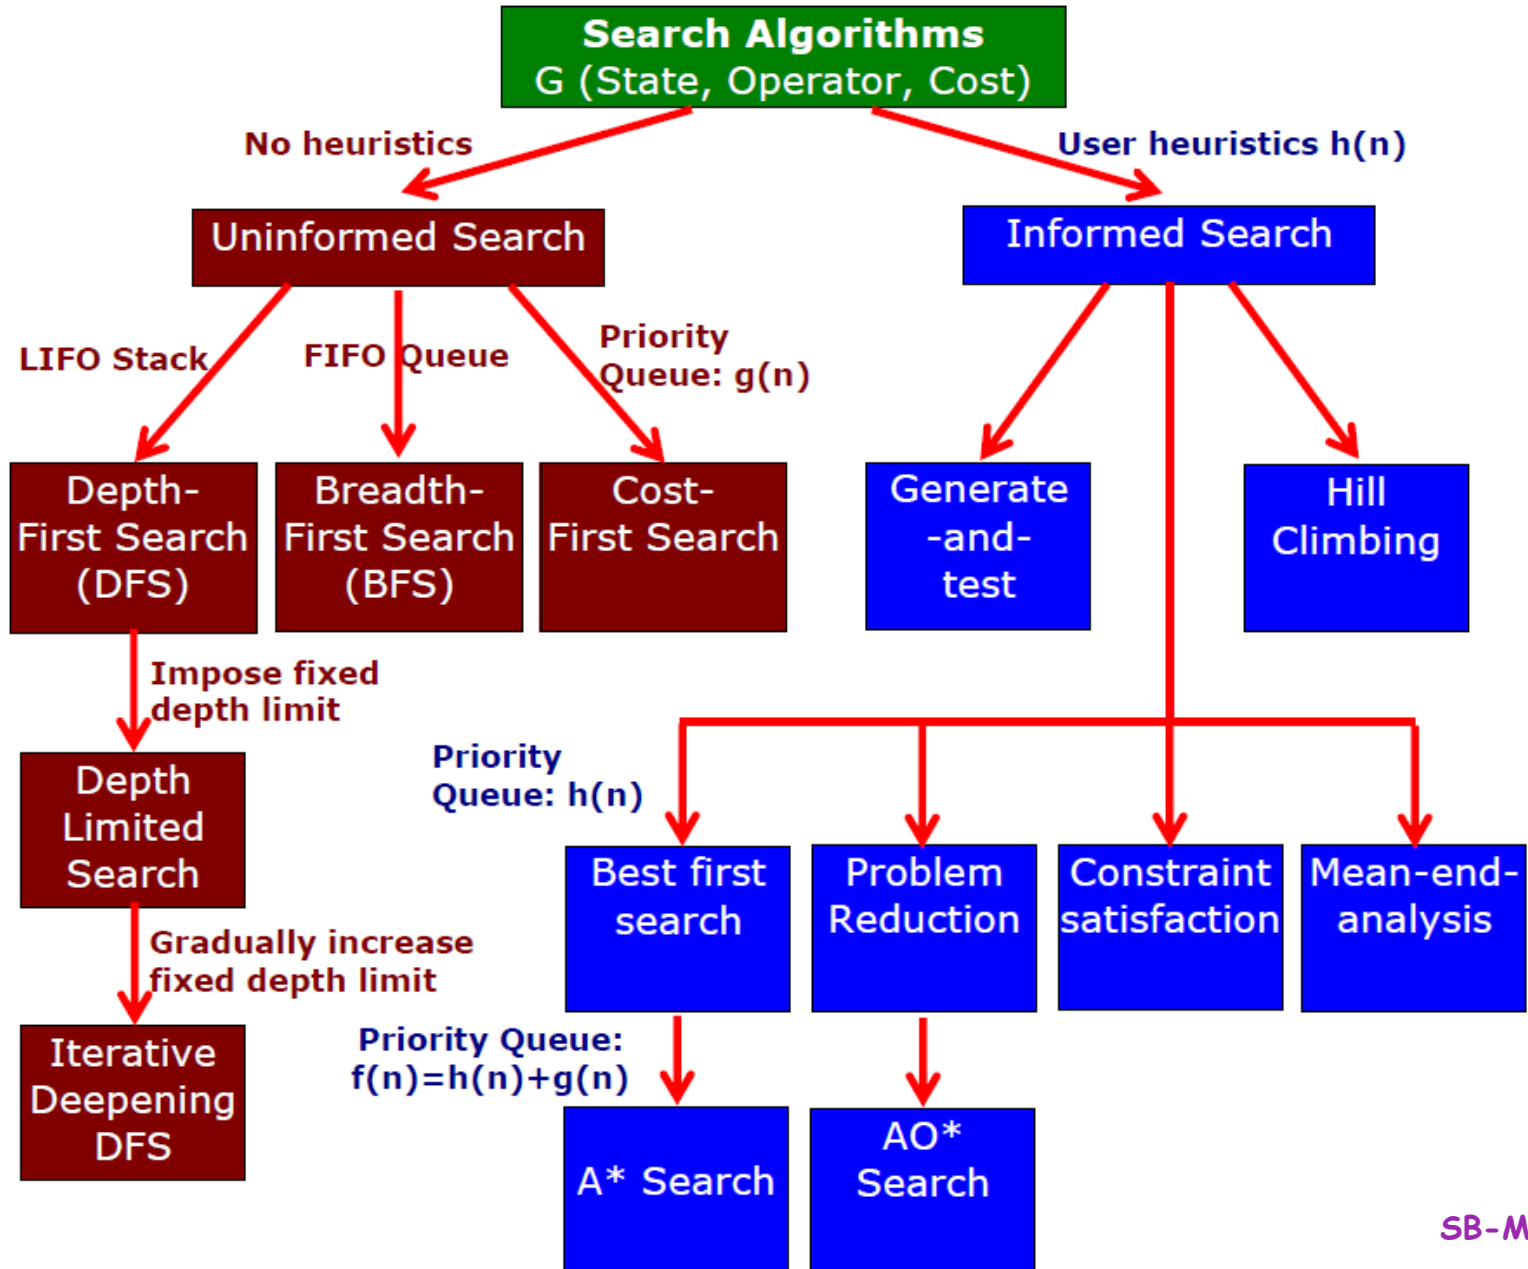 Search Algorithms
G (State, Operator, Cost)
No heuristics
User heuristics h(n)
Uninformed Search
Informed Search
LIFO Stack
FIFO Queue
Priority
Queue: g(n)
Depth-
First Search
(DFS)
Breadth-
First Search
(BFS)
Cost-
First Search
Generate
-and-
test
Hill
Climbing
Impose fixed
depth limit
Depth
Limited
Search
Priority
Queue: h(n)
Best first
search
Problem
Reduction
Constraint
satisfaction
Mean-end-
analysis
Gradually increase
fixed depth limit
Iterative
Deepening
DFS
Priority Queue:
f(n)=h(n)+g(n)
A* Search
AO*
Search
SB-M